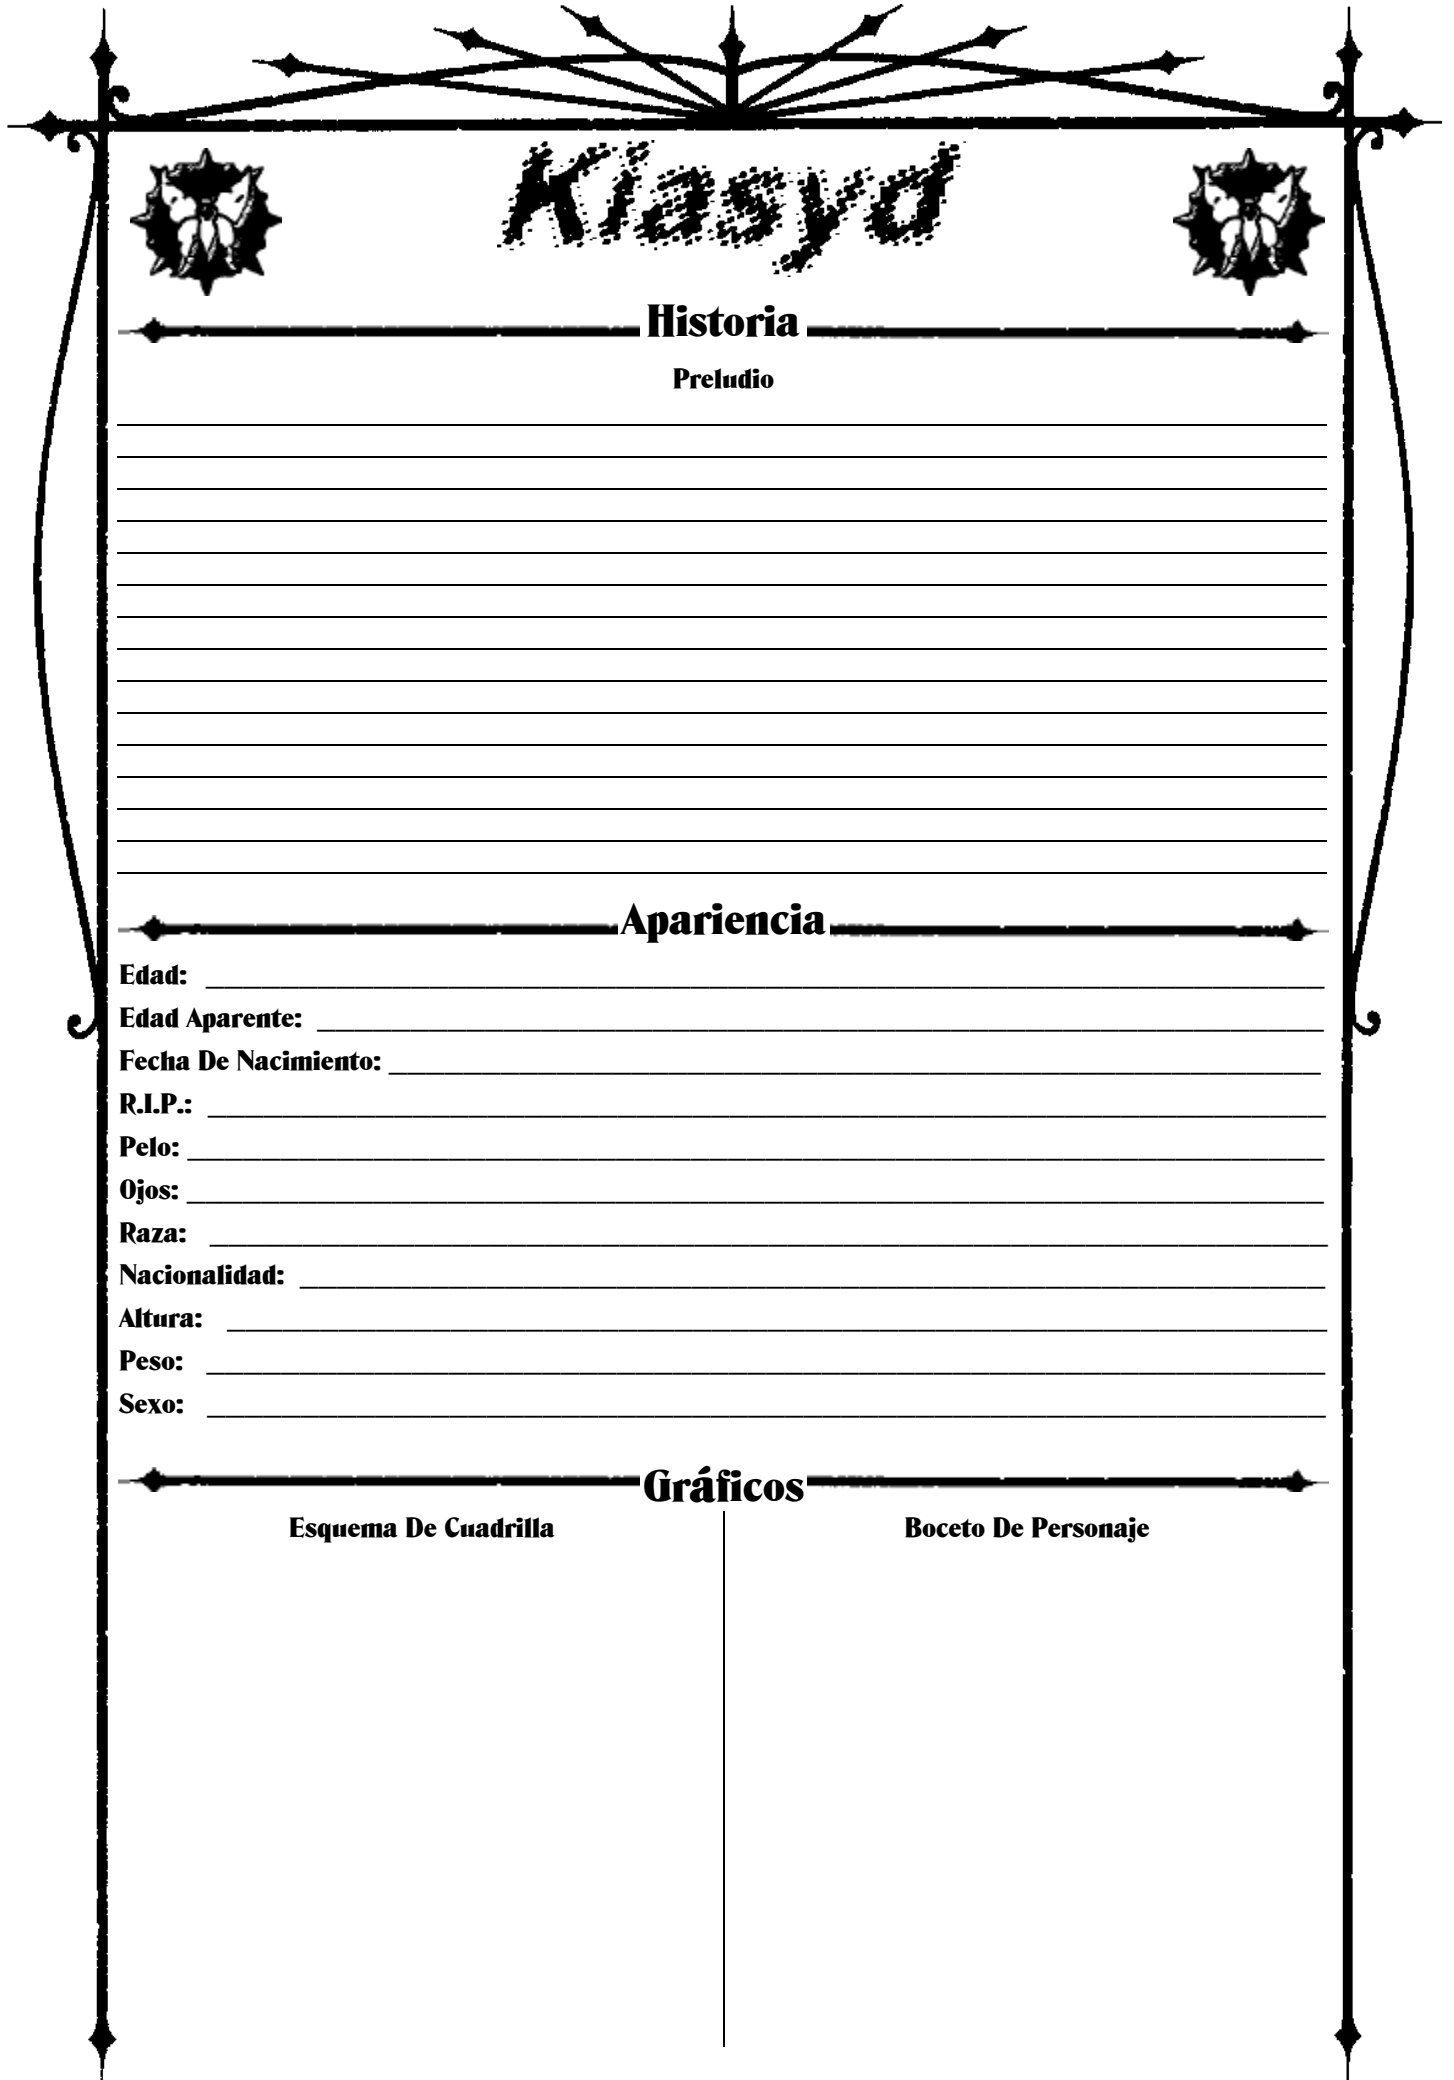 Kiasyd
Historia
Preludio
Apariencia
Edad:
Edad Aparente:
Fecha De Nacimiento:
R.I.P.:
Pelo:
Ojos:
Raza:
Nacionalidad:
Altura:
Peso:
Sexo:
Gráficos
Esquema De Cuadrilla
Boceto De Personaje